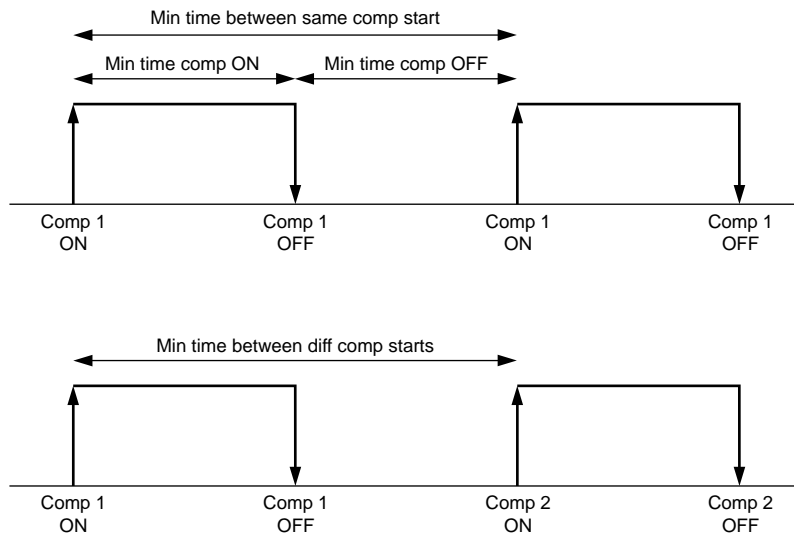 Min time between same comp start
Min time comp ON Min time comp OFF
Comp 1 Comp 1 Comp 1 Comp 1
ON OFF ON OFF
Min time between diff comp starts
Comp 1 Comp 1 Comp 2 Comp 2
ON OFF ON OFF